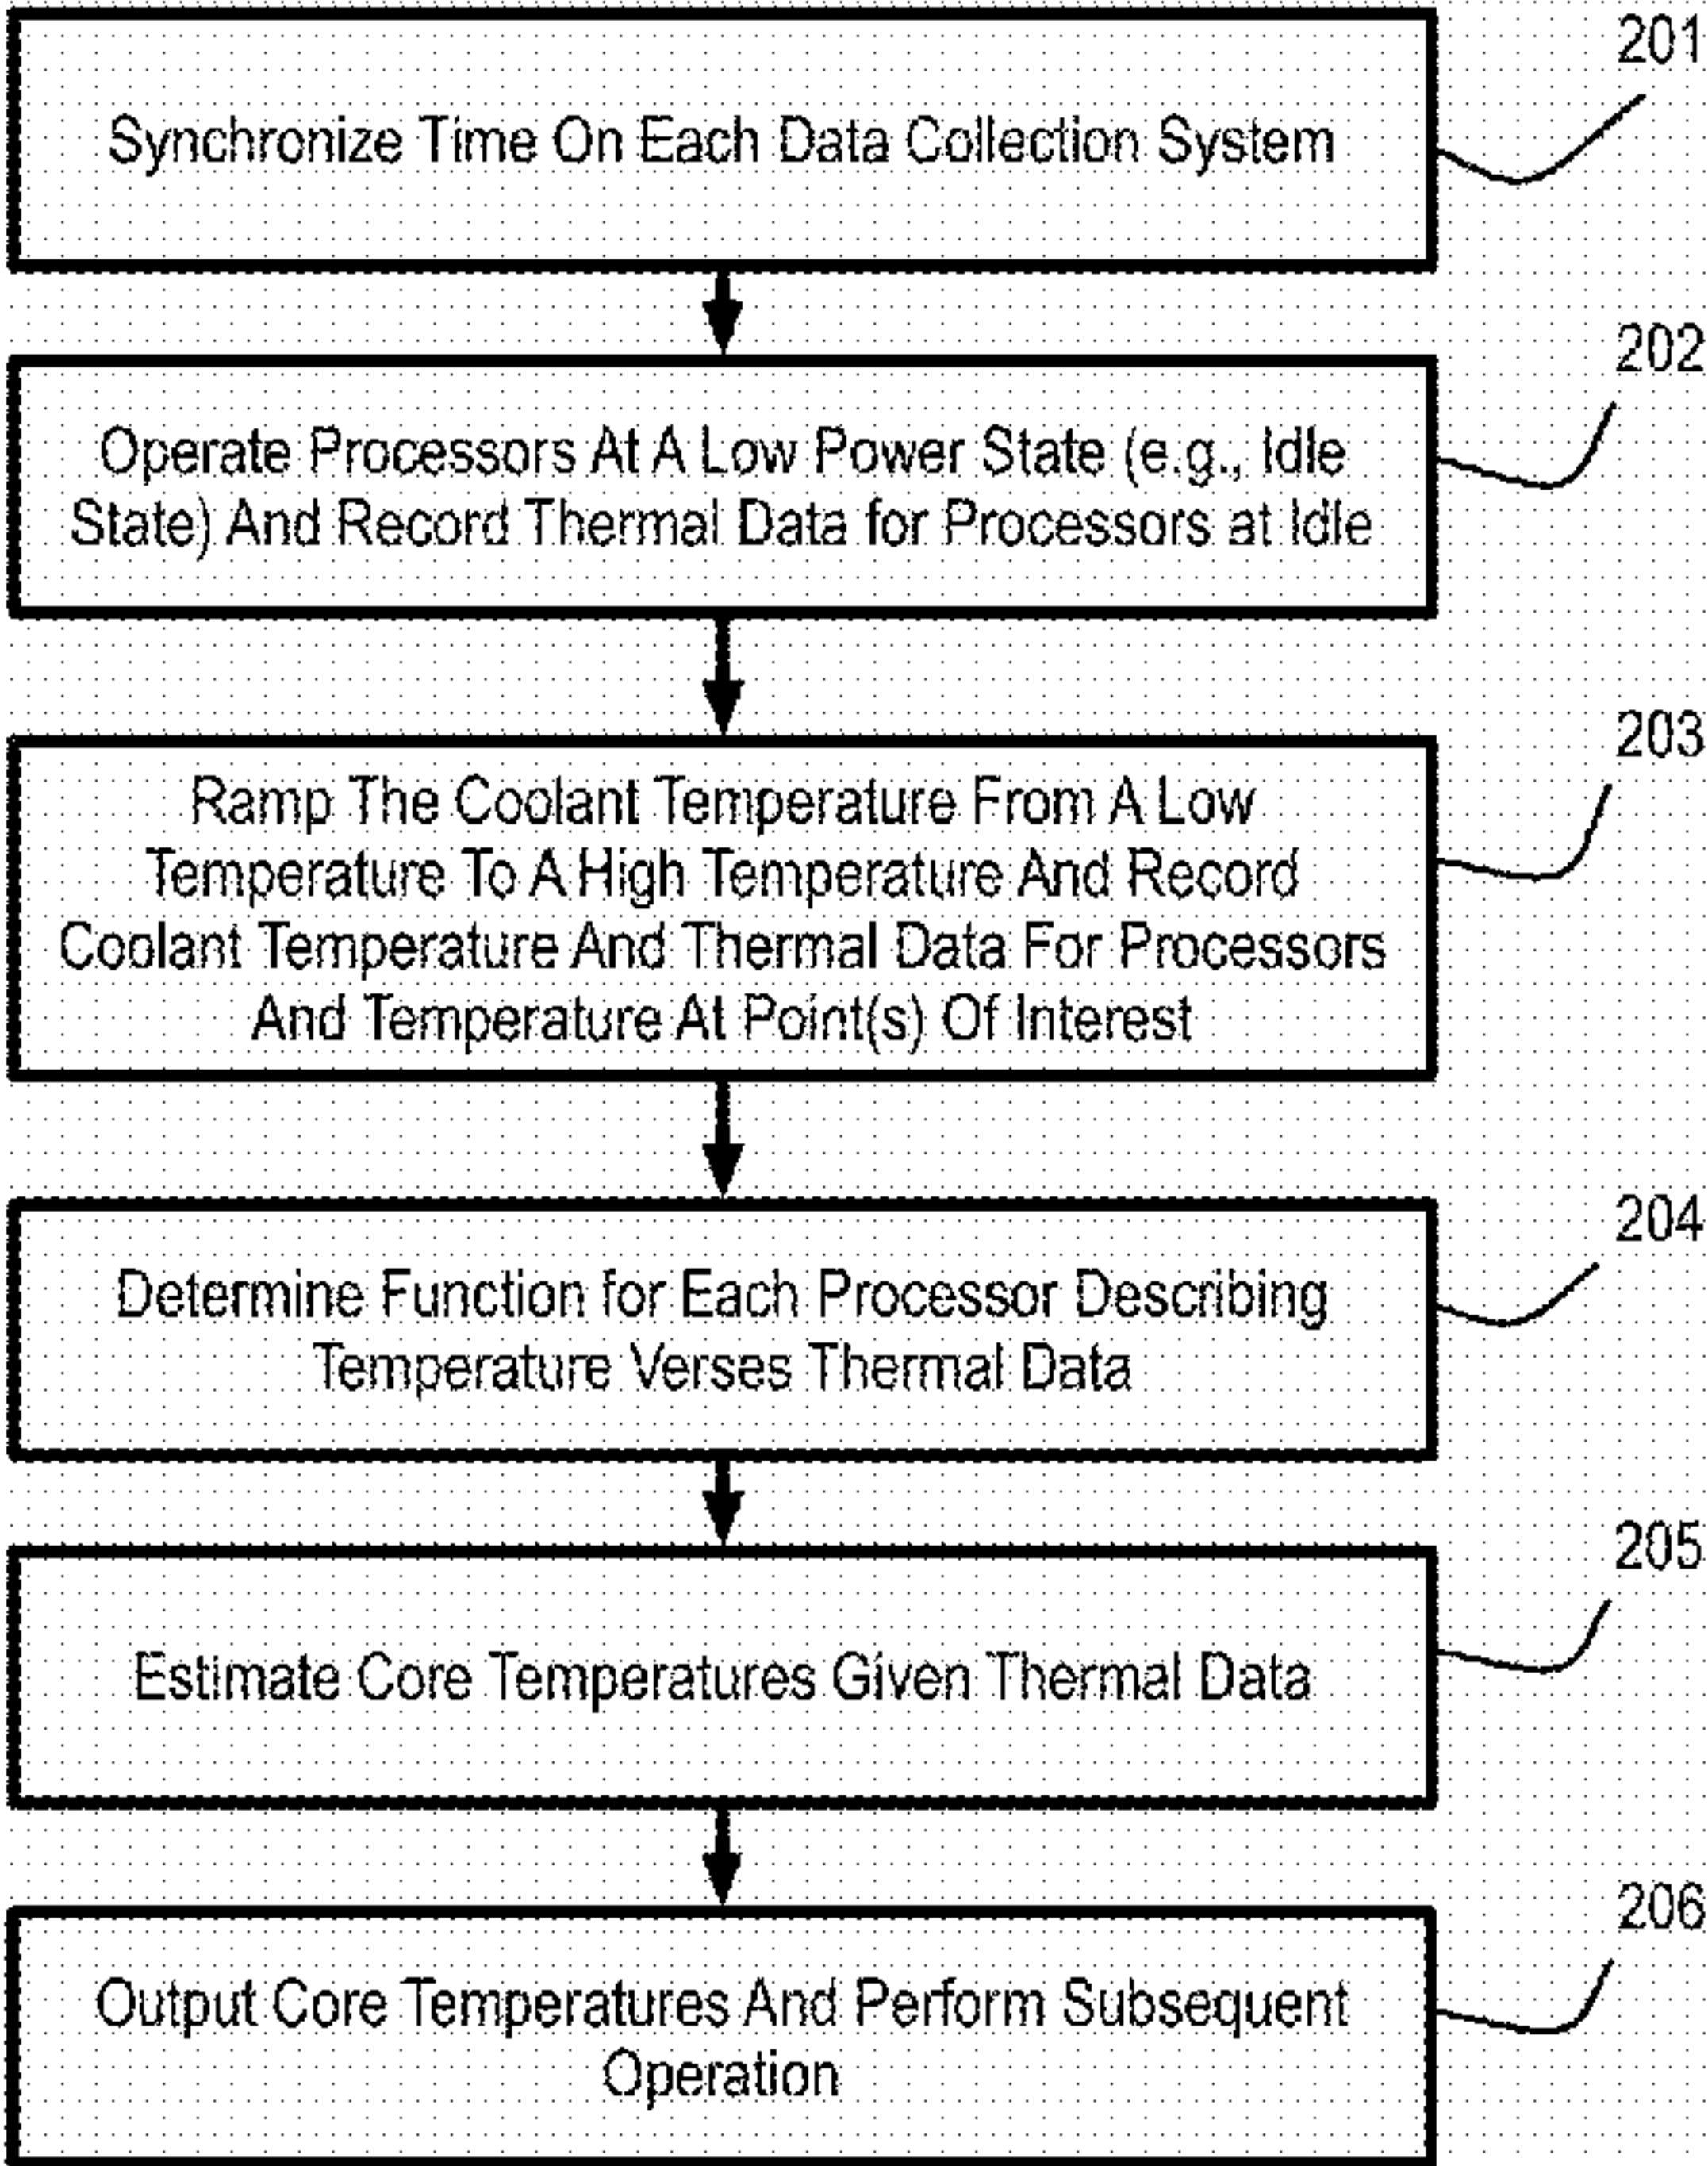 201
Synchronize Time On Each Data Collection System
202
Operate Processors At A Low Power State (e.g., Idle
State) And Record Thermal Data for Processors at Idle
203
Ramp The Coolant Temperature From A Low
Temperature To A High Temperature And Record
Coolant Temperature And Thermal Data For Processors
And Temperature At Point(s) Of Interest
204
Determine Function for Each Processor Describing
Temperature Verses Thermal Data
205
Estimate Core Temperatures Given Thermal Data
206
Output Core Temperatures And Perform Subsequent
Operation